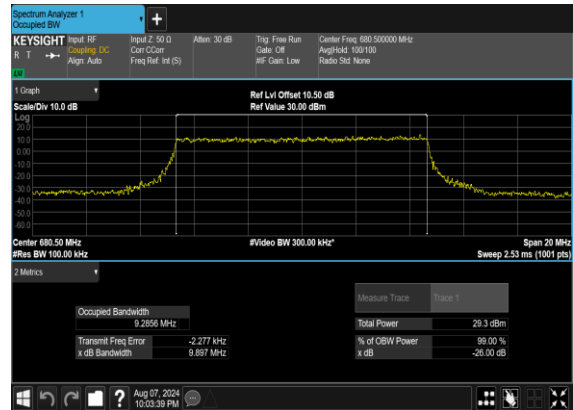 Spectrum Analyzer 1
Occupied BW
+
KEYSIGHT Input: RF Input Z: 50 Ω Atten: 30 dB Trig: Free Run Center Freq: 680.500000 MHz
R T Coupling: DC Corr CCorr Gate: Off Avg|Hold: 100/100
Align: Auto Freq Ref: Int (S) #IF Gain: Low Radio Std: None
1 Graph Ref Lvl Offset 10.50 dB
Scale/Div 10.0 dB Ref Value 30.00 dBm
Log
20.0
10.0
0.00
-10.0
-20.0
-30.0
-40.0
-50.0
-60.0
Center 680.50 MHz #Video BW 300.00 kHz* Span 20 MHz
#Res BW 100.00 kHz Sweep 2.53 ms (1001 pts)
2 Metrics
Measure Trace Trace 1
Occupied Bandwidth
9.2856 MHz Total Power 29.3 dBm
Transmit Freq Error -2.277 kHz % of OBW Power 99.00 %
x dB Bandwidth 9.897 MHz x dB -26.00 dB
? Aug 07, 2024
10:03:39 PM